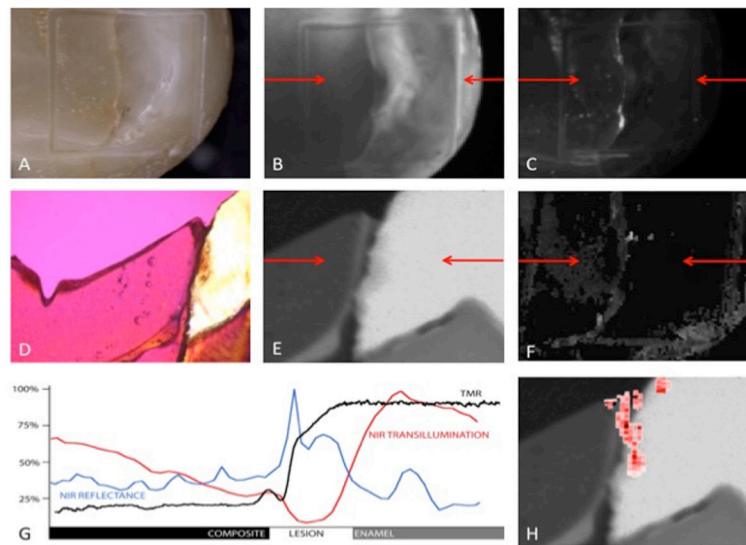 A
B
C
D
E
F
100%
75%
50%
25%
TMR
NIR TRANSILLUMINATION
NIR REFLECTANCE
G
COMPOSITE
LESION
ENAMEL
H